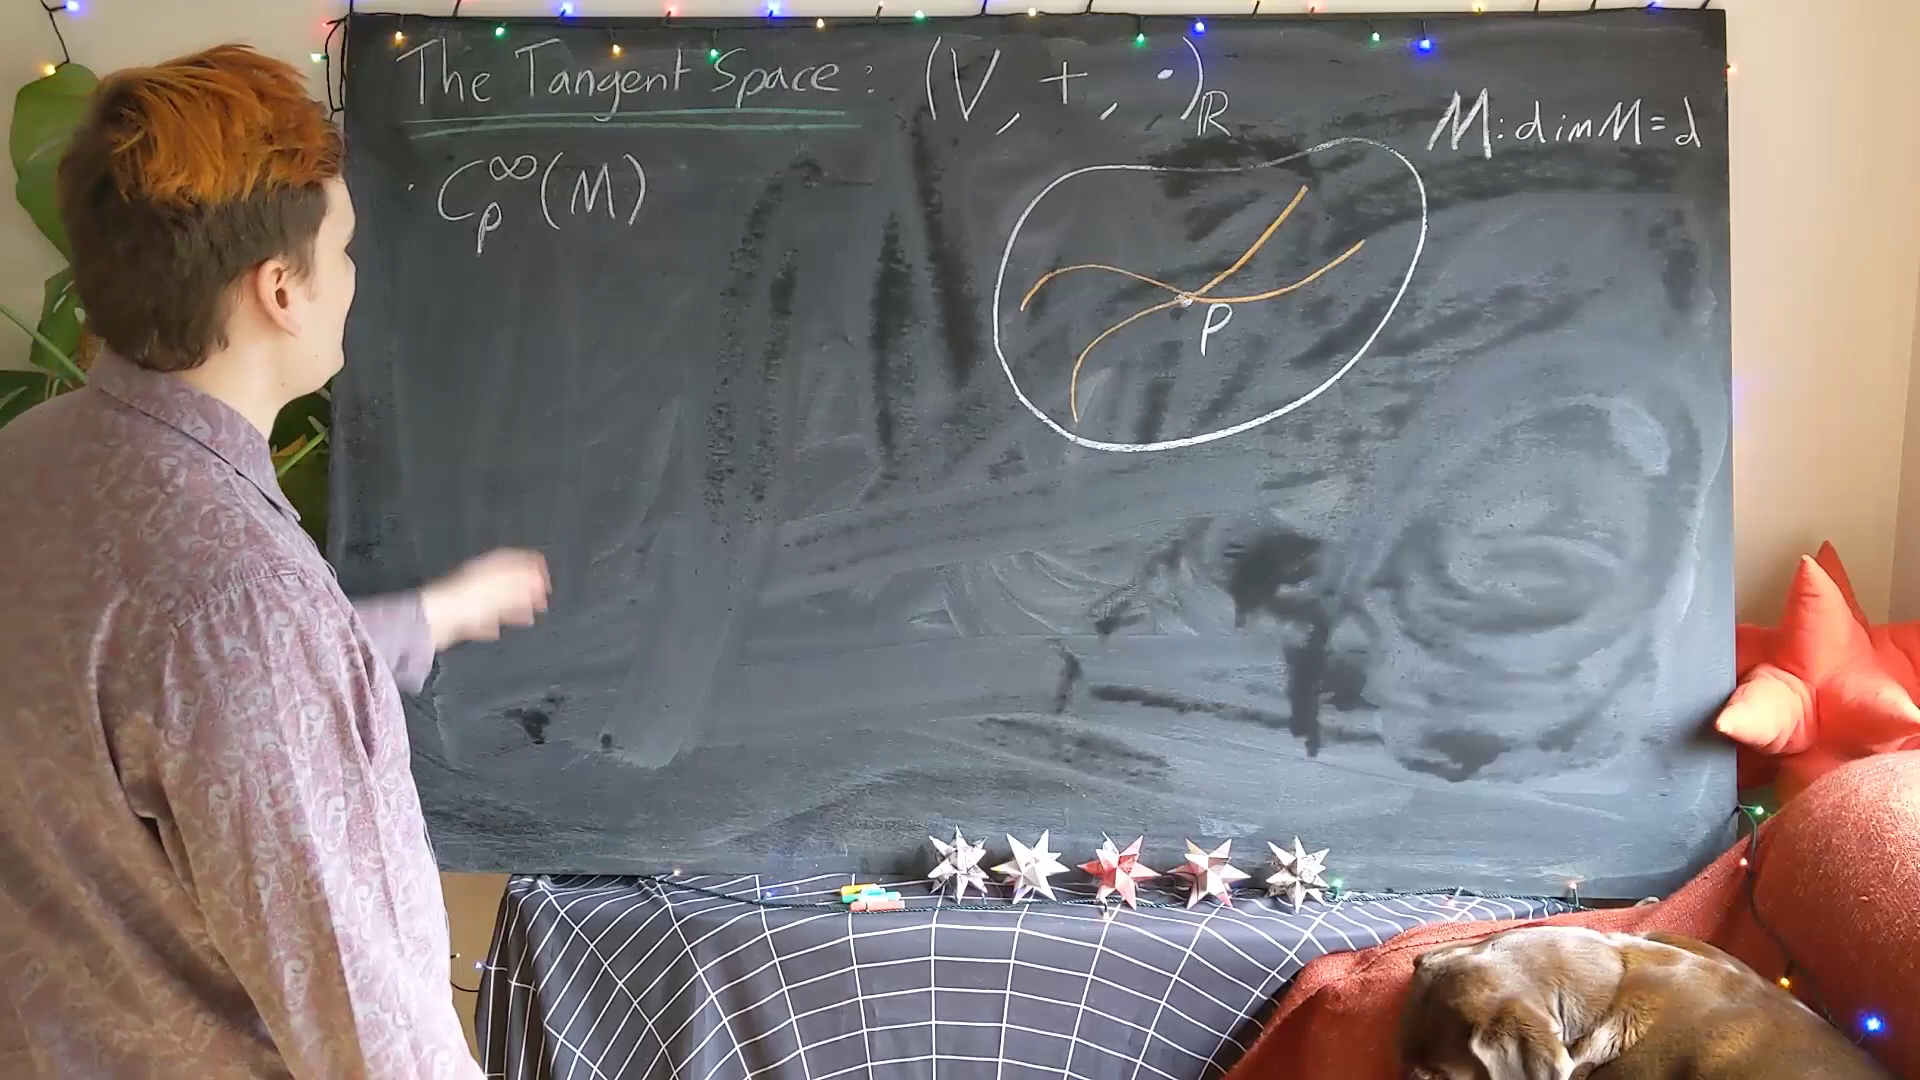 The Tangent Space: (V, +, ·)ℝ
M: dim M = d
· C_p^∞(M)
p